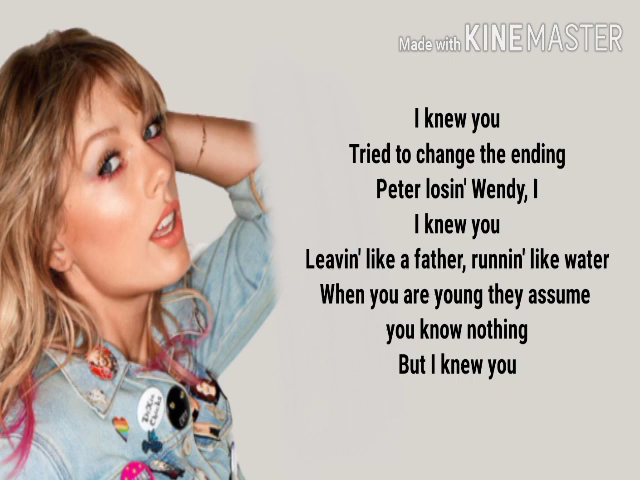 Made with KINEMASTER
I knew you
Tried to change the ending
Peter losin' Wendy, I
I knew you
Leavin' like a father, runnin' like water
When you are young they assume
you know nothing
But I knew you